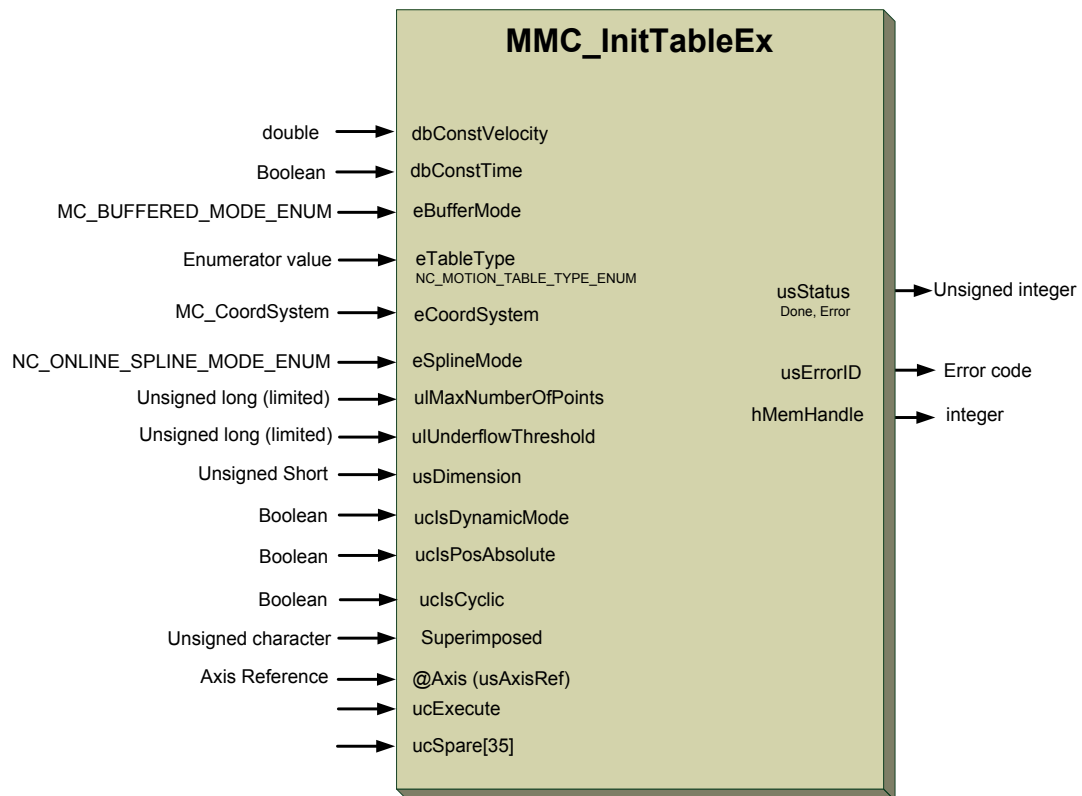 MMC_InitTableEx
double dbConstVelocity
Boolean dbConstTime
MC_BUFFERED_MODE_ENUM eBufferMode
Enumerator value eTableType
NC_MOTION_TABLE_TYPE_ENUM
usStatus Unsigned integer
Done, Error
MC_CoordSystem eCoordSystem
NC_ONLINE_SPLINE_MODE_ENUM eSplineMode
usErrorID Error code
Unsigned long (limited) ulMaxNumberOfPoints
hMemHandle integer
Unsigned long (limited) ulUnderflowThreshold
Unsigned Short usDimension
Boolean ucIsDynamicMode
Boolean ucIsPosAbsolute
Boolean ucIsCyclic
Unsigned character Superimposed
Axis Reference @Axis (usAxisRef)
ucExecute
ucSpare[35]